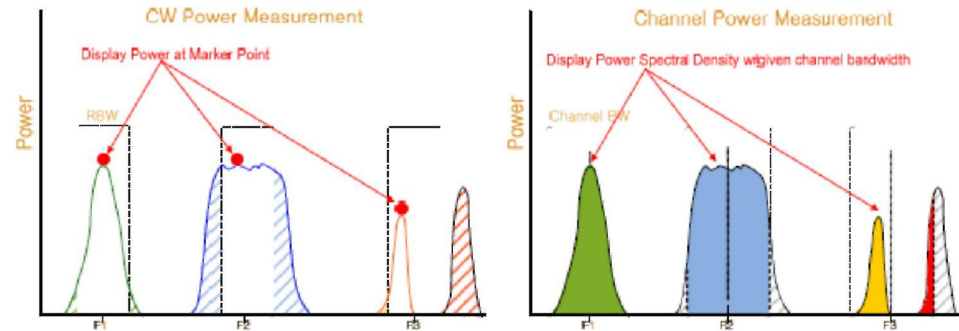 CW Power Measurement
Display Power at Marker Point
RBW
Power
F1
F2
F3
Channel Power Measurement
Display Power Spectral Density w/given channel bandwidth
Channel BW
Power
F1
F2
F3